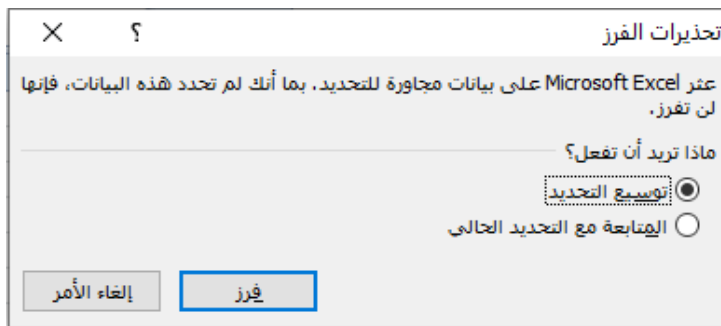 تحذيرات الفرز ؟
عثر Microsoft Excel على بيانات مجاورة للتحديد. بما أنك لم تحدد هذه البيانات، فإنها
لن تفرز.
ماذا تريد أن تفعل؟
توسيع التحديد
المتابعة مع التحديد الحالي
فرز إلغاء الأمر